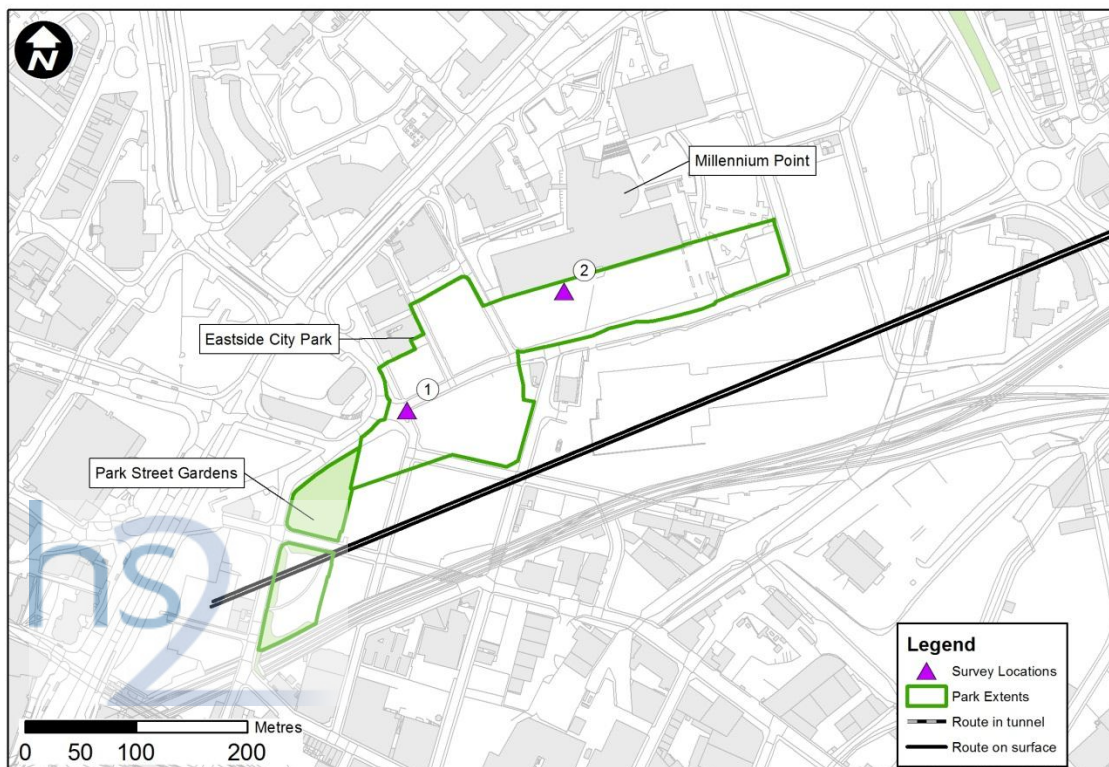 N
Millennium Point
2
Eastside City Park
1
Park Street Gardens
hs2
Metres
0 50 100 200
Legend
Survey Locations
Park Extents
Route in tunnel
Route on surface